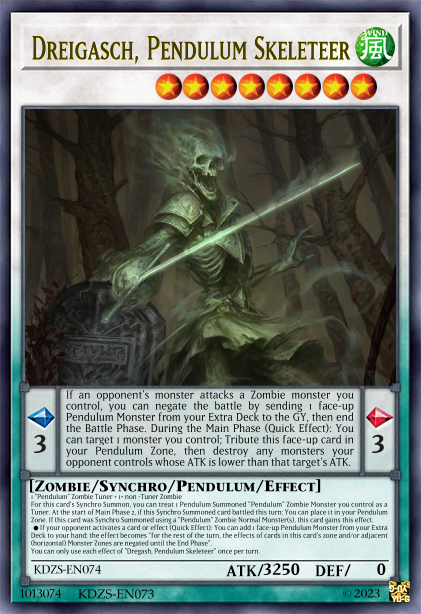 DREIGASCH, PENDULUM SKELETEER
WIND
風
If an opponent's monster attacks a Zombie monster you
control, you can negate the battle by sending 1 face-up
Pendulum Monster from your Extra Deck to the GY, then end
the Battle Phase. During the Main Phase (Quick Effect): You
can target 1 monster you control; Tribute this face-up card in
your Pendulum Zone, then destroy any monsters your
opponent controls whose ATK is lower than that target's ATK.
3
3
[ZOMBIE/SYNCHRO/PENDULUM/EFFECT]
1 "Pendulum" Zombie Tuner + 1+ non -Tuner Zombie
For this card's Synchro Summon, you can treat 1 Pendulum Summoned "Pendulum" Zombie Monster you control as a
Tuner. At the start of Main Phase 2, if this Synchro Summoned card battled this turn: You can place it in your Pendulum
Zone. If this card was Synchro Summoned using a "Pendulum" Zombie Normal Monster(s), this card gains this effect.
● If your opponent activates a card or effect (Quick Effect): You can add 1 face-up Pendulum Monster from your Extra
Deck to your hand; the effect becomes "for the rest of the turn, the effects of cards in this card's zone and/or adjacent
(horizontal) Monster Zones are negated until the End Phase".
You can only use each effect of "Dregash, Pendulum Skeleteer" once per turn.
KDZS-EN074
ATK/3250 DEF/ 0
1013074 KDZS-EN073
© 2023